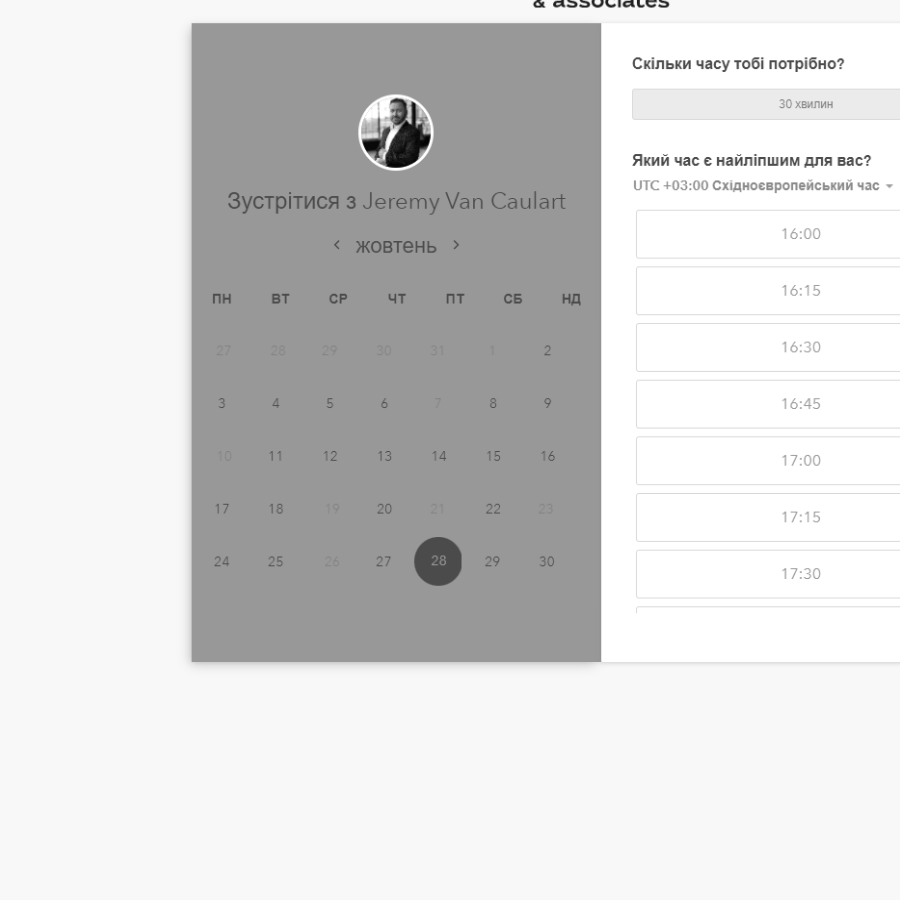 & associates
Зустрітися з Jeremy Van Caulart
жовтень
ПН ВТ СР ЧТ ПТ СБ НД
27 28 29 30 31 1 2
3 4 5 6 7 8 9
10 11 12 13 14 15 16
17 18 19 20 21 22 23
24 25 26 27 28 29 30
Скільки часу тобі потрібно?
30 хвилин
Який час є найліпшим для вас?
UTC +03:00 Східноєвропейський час
16:00
16:15
16:30
16:45
17:00
17:15
17:30